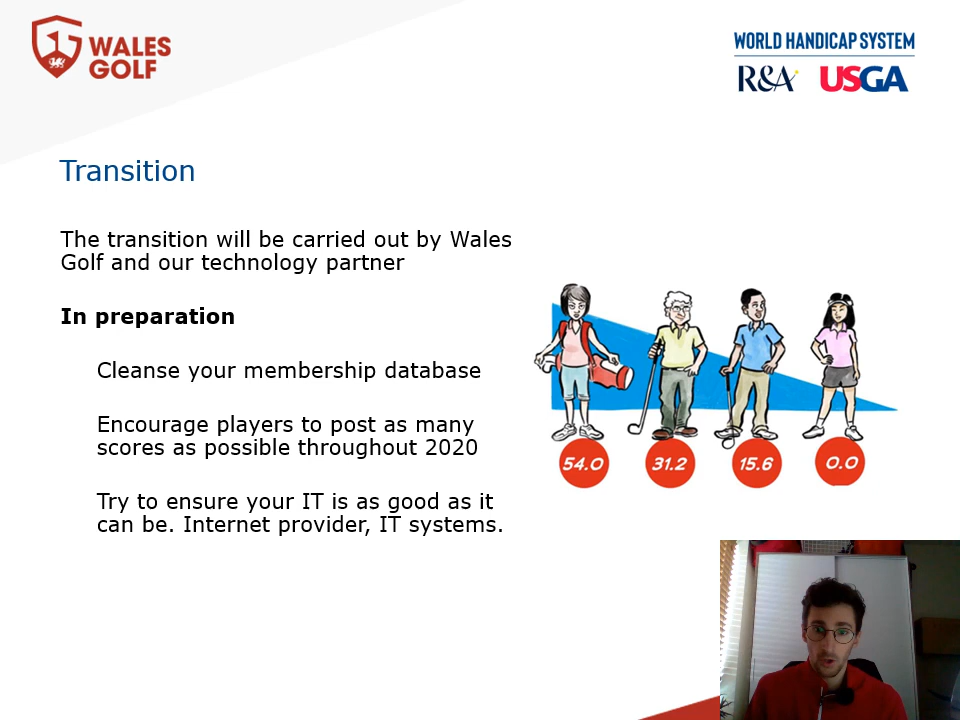 WALES
GOLF
WORLD HANDICAP SYSTEM
R&A USGA
Transition
The transition will be carried out by Wales
Golf and our technology partner
In preparation
Cleanse your membership database
Encourage players to post as many
scores as possible throughout 2020
Try to ensure your IT is as good as it
can be. Internet provider, IT systems.
54.0 31.2 15.6 0.0